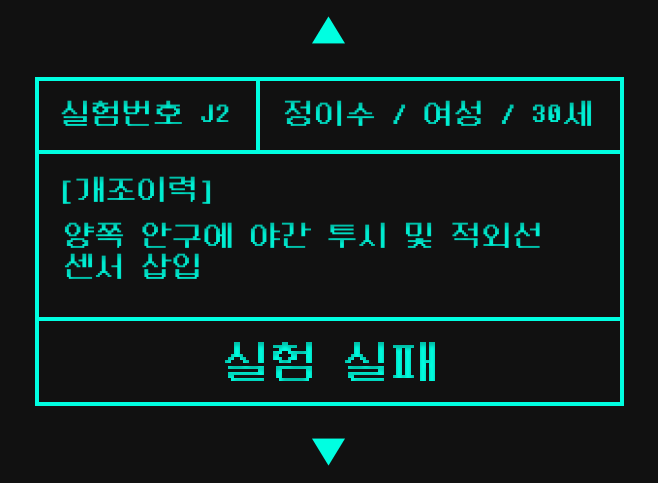 실험번호 J2
정이수 / 여성 / 30세
[개조이력]
양쪽 안구에 야간 투시 및 적외선
센서 삽입
실험 실패